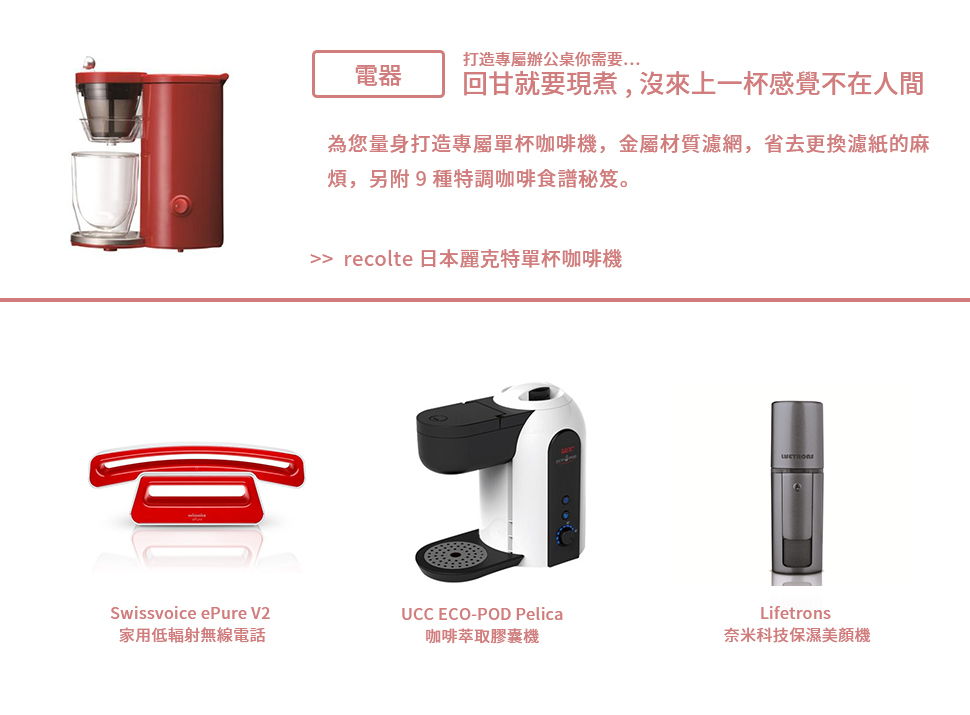 電器
打造專屬辦公桌你需要...
回甘就要現煮 , 沒來上一杯感覺不在人間
為您量身打造專屬單杯咖啡機，金屬材質濾網，省去更換濾紙的麻
煩，另附 9 種特調咖啡食譜秘笈。
>> recolte 日本麗克特單杯咖啡機
LIFETRONS
swissvoice
Swissvoice ePure V2
家用低輻射無線電話
UCC ECO-POD Pelica
咖啡萃取膠囊機
Lifetrons
奈米科技保濕美顏機